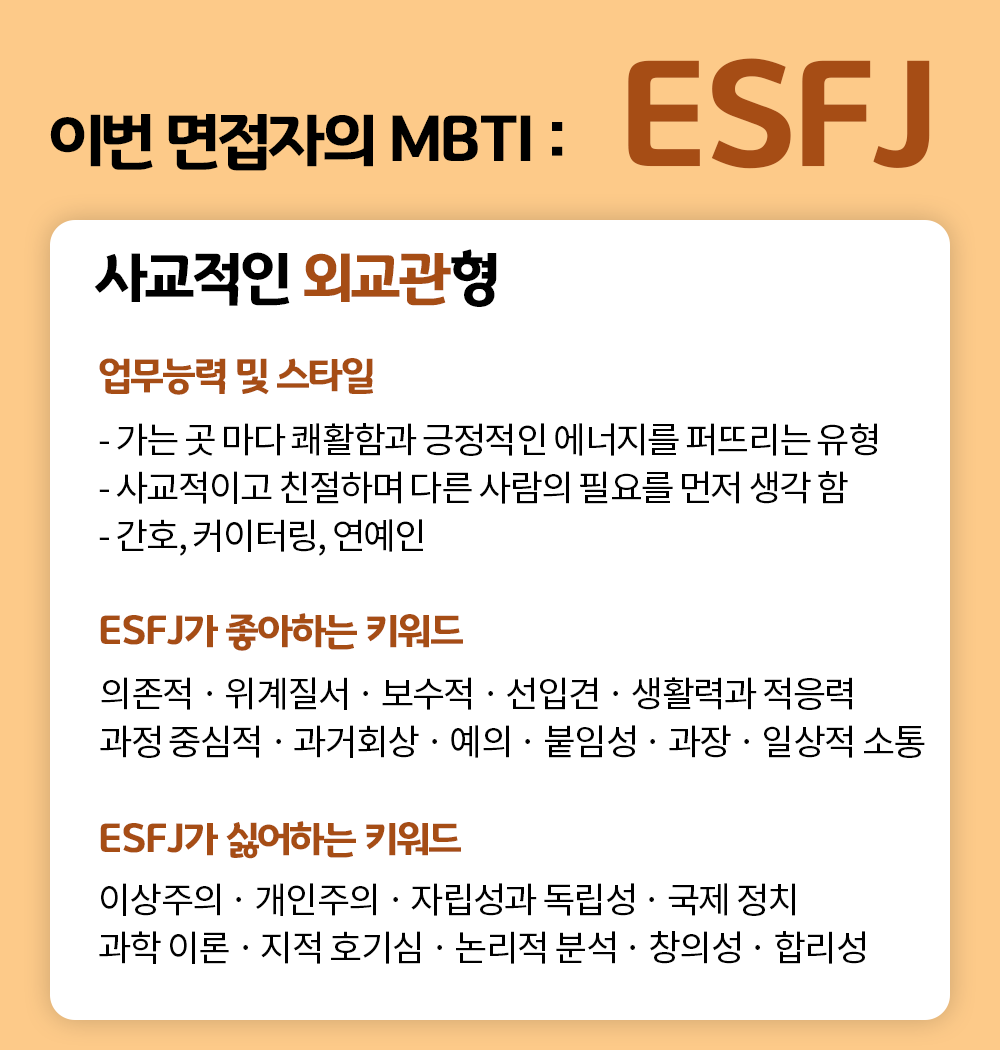 이번 면접자의 MBTI : ESFJ
사교적인 외교관형
업무능력 및 스타일
- 가는 곳 마다 쾌활함과 긍정적인 에너지를 퍼뜨리는 유형
- 사교적이고 친절하며 다른 사람의 필요를 먼저 생각 함
- 간호, 커이터링, 연예인
ESFJ가 좋아하는 키워드
의존적 · 위계질서 · 보수적 · 선입견 · 생활력과 적응력
과정 중심적 · 과거회상 · 예의 · 붙임성 · 과장 · 일상적 소통
ESFJ가 싫어하는 키워드
이상주의 · 개인주의 · 자립성과 독립성 · 국제 정치
과학 이론 · 지적 호기심 · 논리적 분석 · 창의성 · 합리성